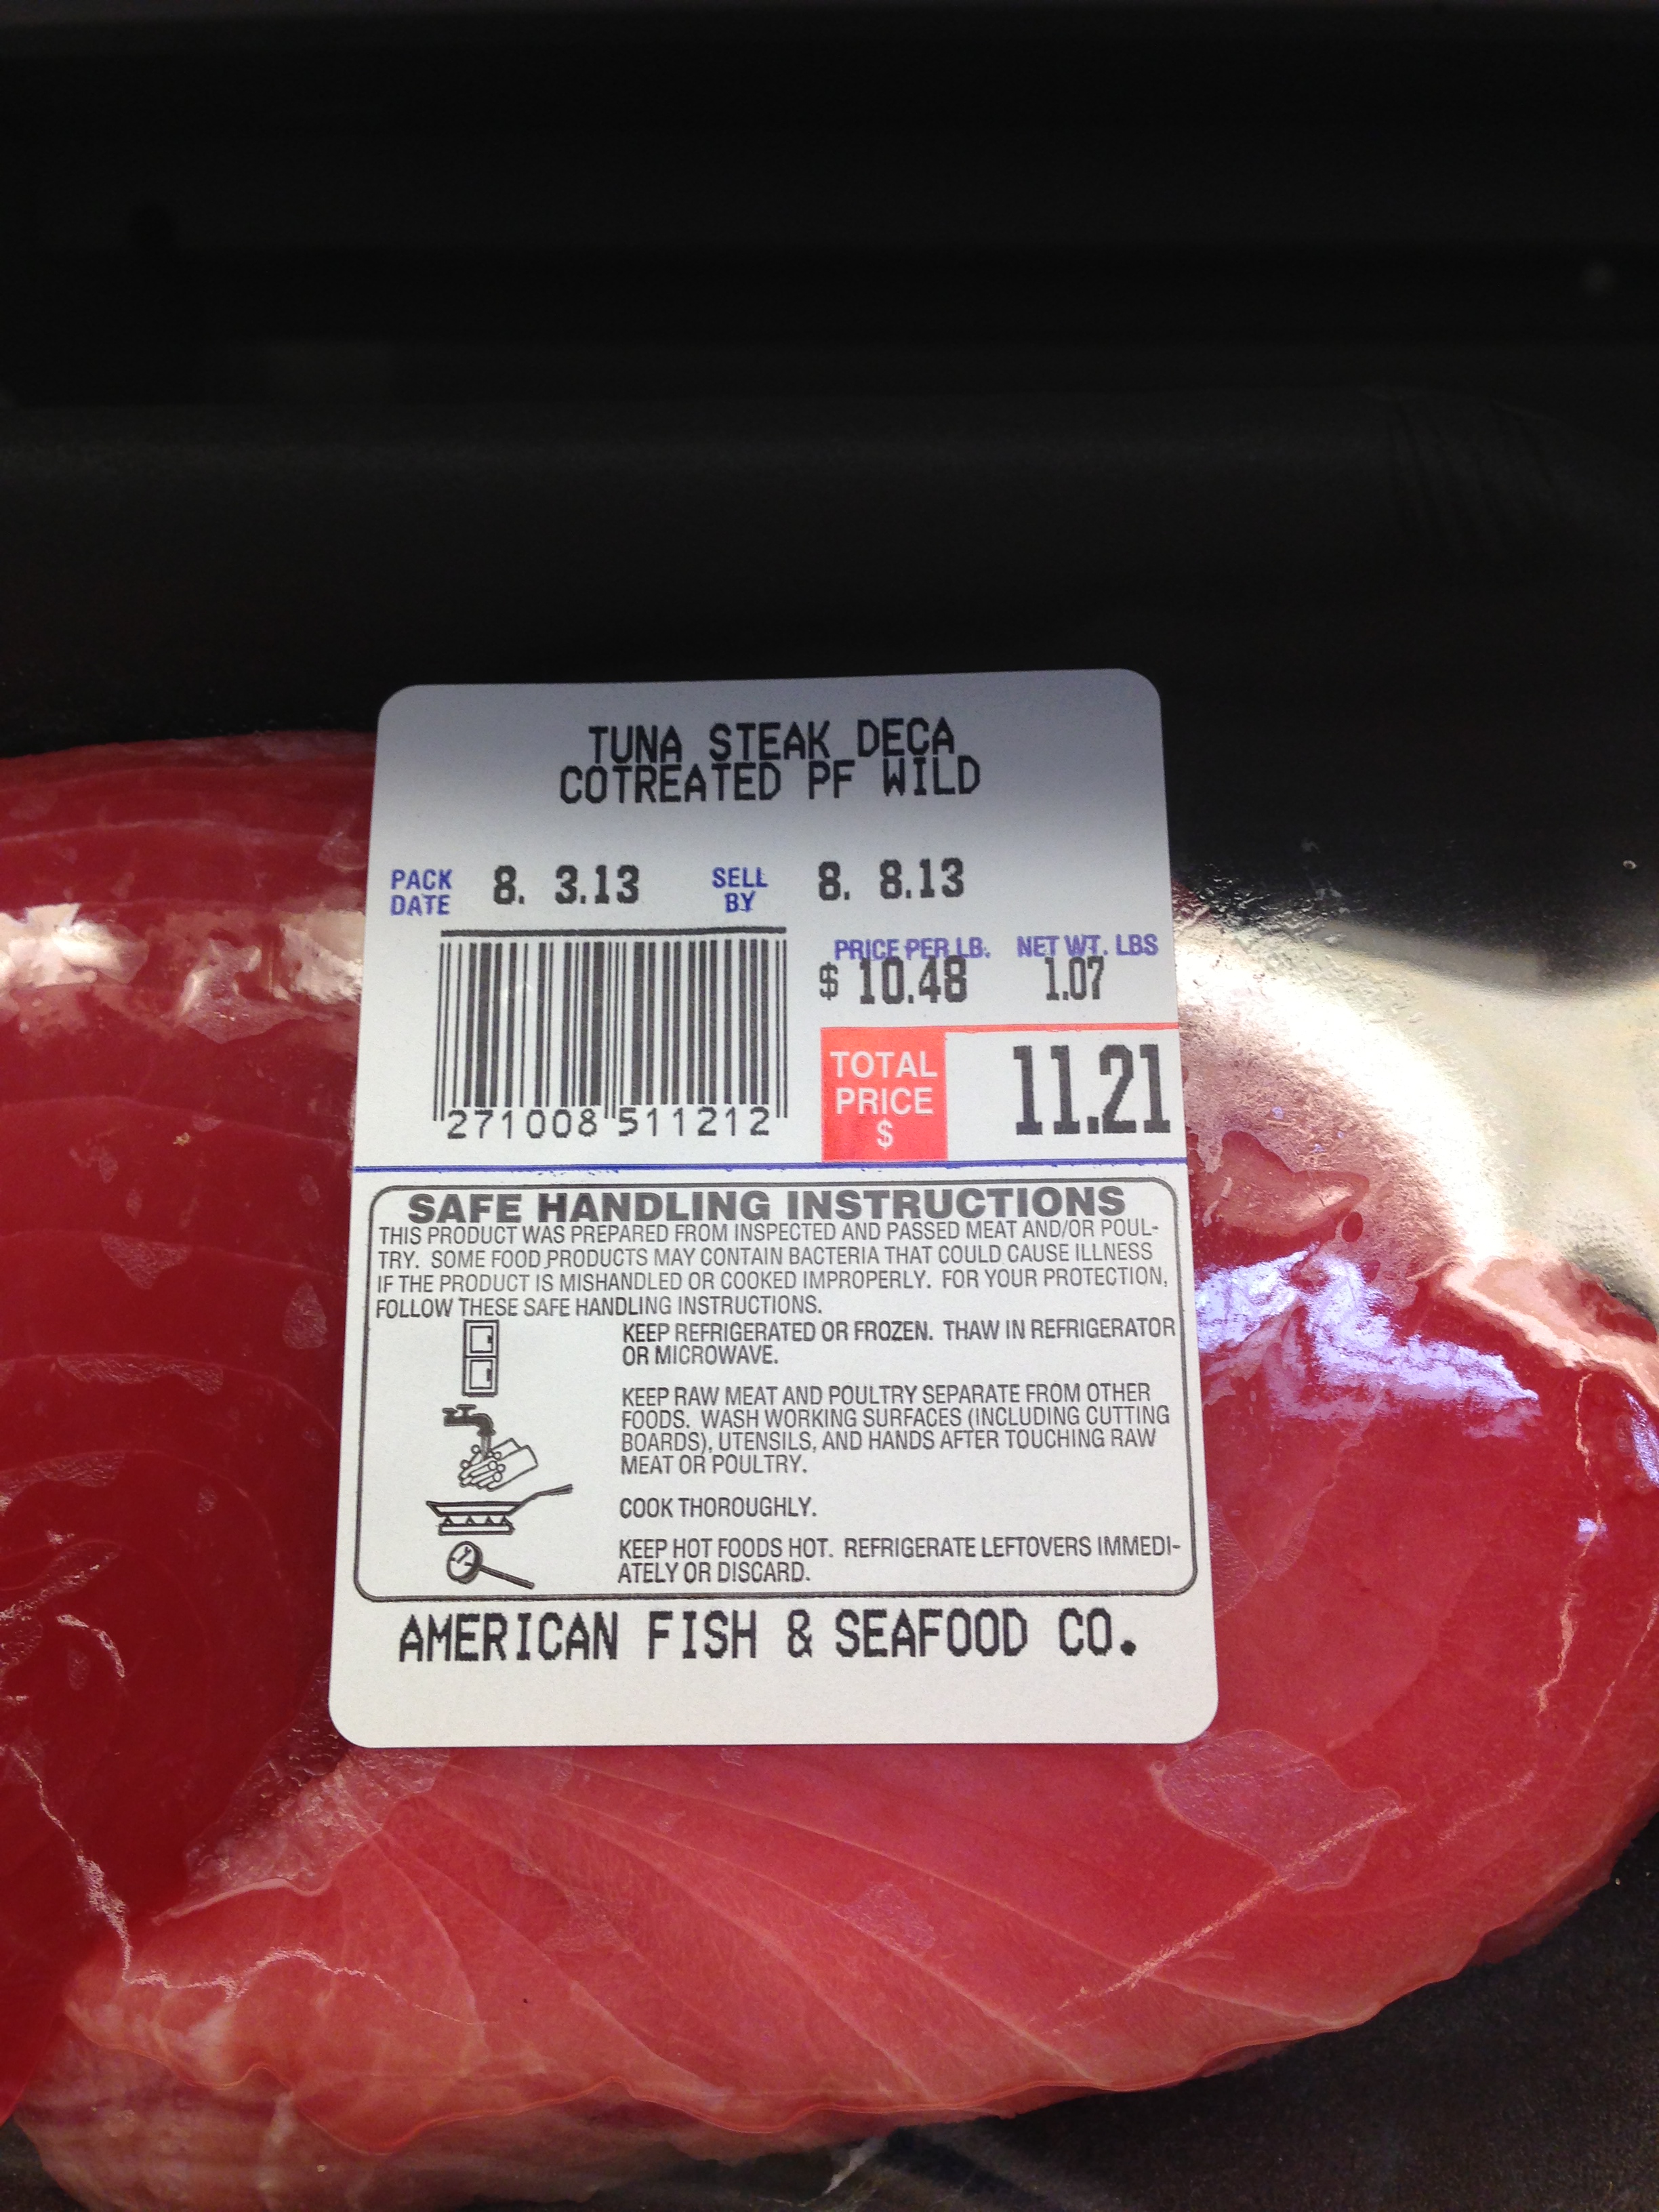 TUNA STEAK DECA
COTREATED PF WILD
PACK DATE 8. 3.13 SELL BY 8. 8.13
PRICE PER LB. NET WT. LBS
$ 10.48 1.07
TOTAL PRICE $ 11.21
271008 511212
SAFE HANDLING INSTRUCTIONS
THIS PRODUCT WAS PREPARED FROM INSPECTED AND PASSED MEAT AND/OR POUL-
TRY. SOME FOOD PRODUCTS MAY CONTAIN BACTERIA THAT COULD CAUSE ILLNESS
IF THE PRODUCT IS MISHANDLED OR COOKED IMPROPERLY. FOR YOUR PROTECTION,
FOLLOW THESE SAFE HANDLING INSTRUCTIONS.
KEEP REFRIGERATED OR FROZEN. THAW IN REFRIGERATOR
OR MICROWAVE.
KEEP RAW MEAT AND POULTRY SEPARATE FROM OTHER
FOODS. WASH WORKING SURFACES (INCLUDING CUTTING
BOARDS), UTENSILS, AND HANDS AFTER TOUCHING RAW
MEAT OR POULTRY.
COOK THOROUGHLY.
KEEP HOT FOODS HOT. REFRIGERATE LEFTOVERS IMMEDI-
ATELY OR DISCARD.
AMERICAN FISH & SEAFOOD CO.